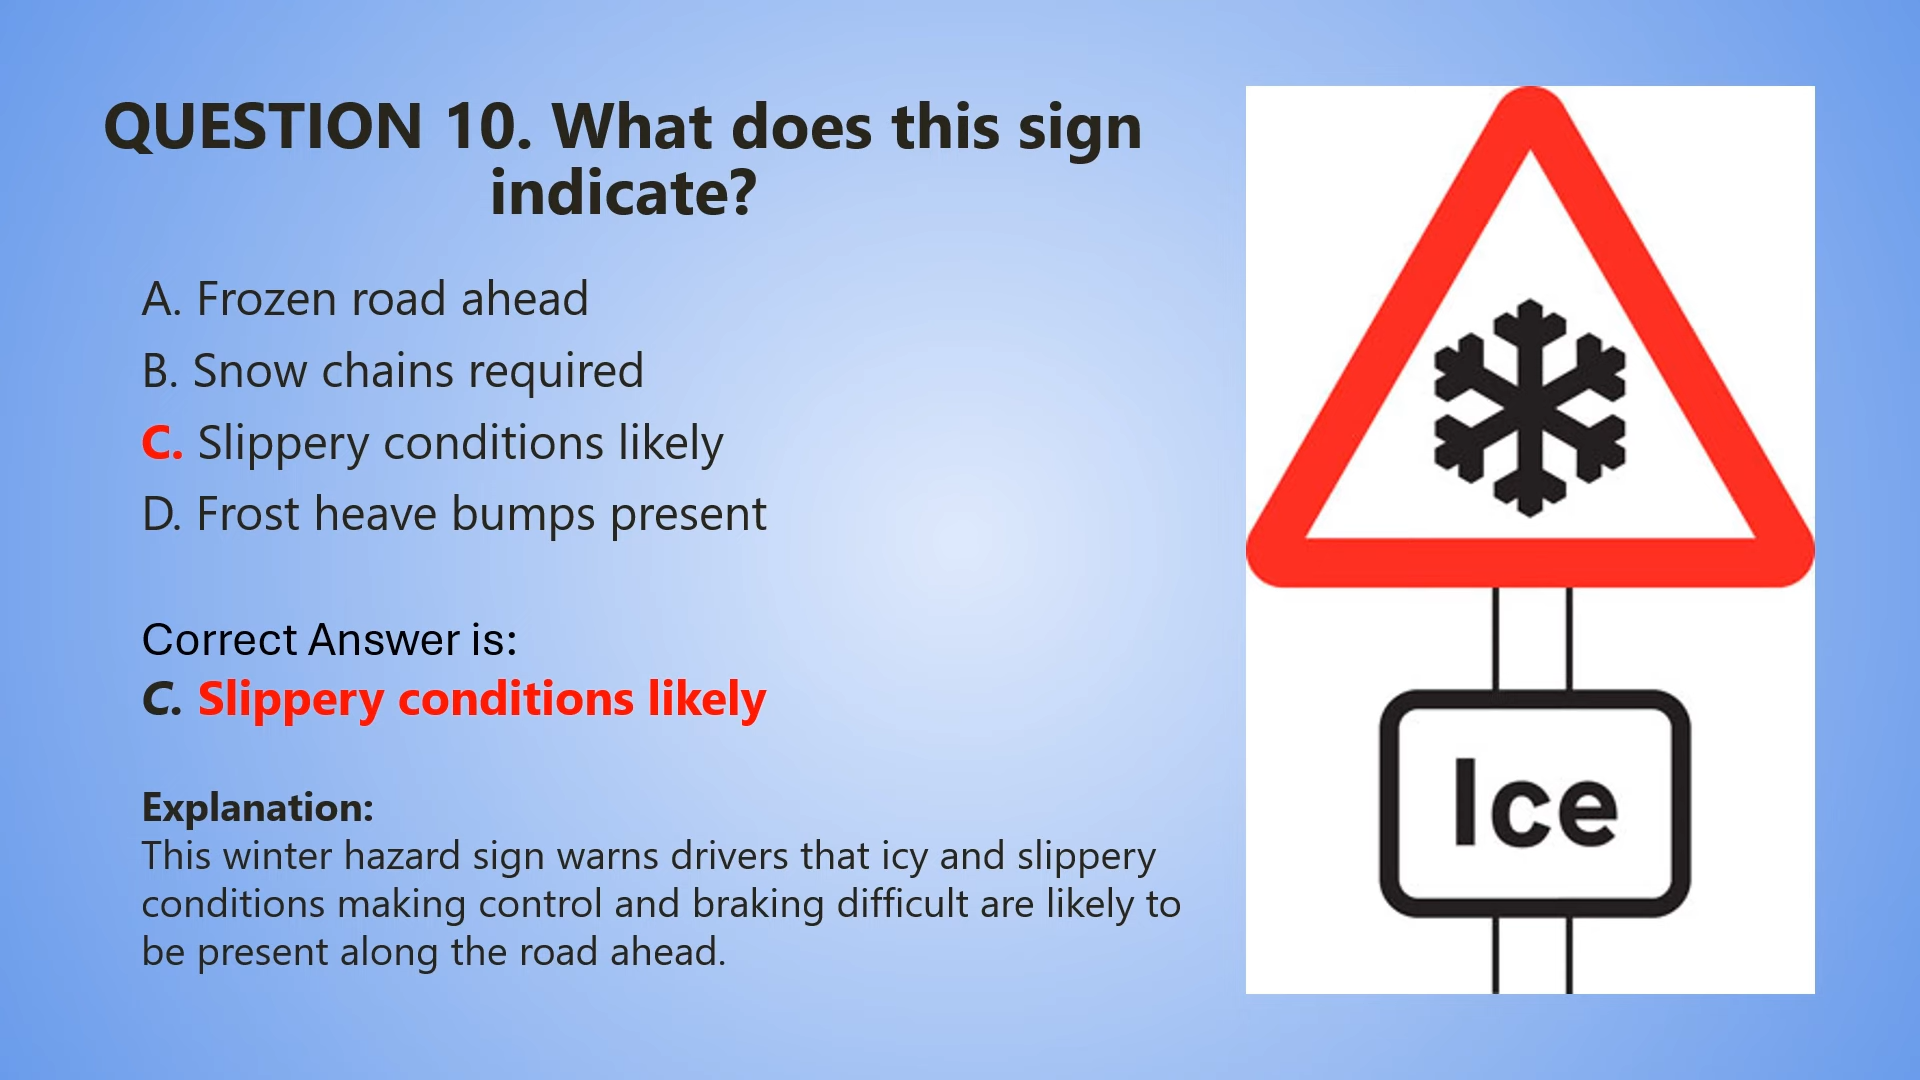 QUESTION 10. What does this sign
indicate?
A. Frozen road ahead
B. Snow chains required
C. Slippery conditions likely
D. Frost heave bumps present
Correct Answer is:
C. Slippery conditions likely
Explanation:
This winter hazard sign warns drivers that icy and slippery
conditions making control and braking difficult are likely to
be present along the road ahead.
Ice